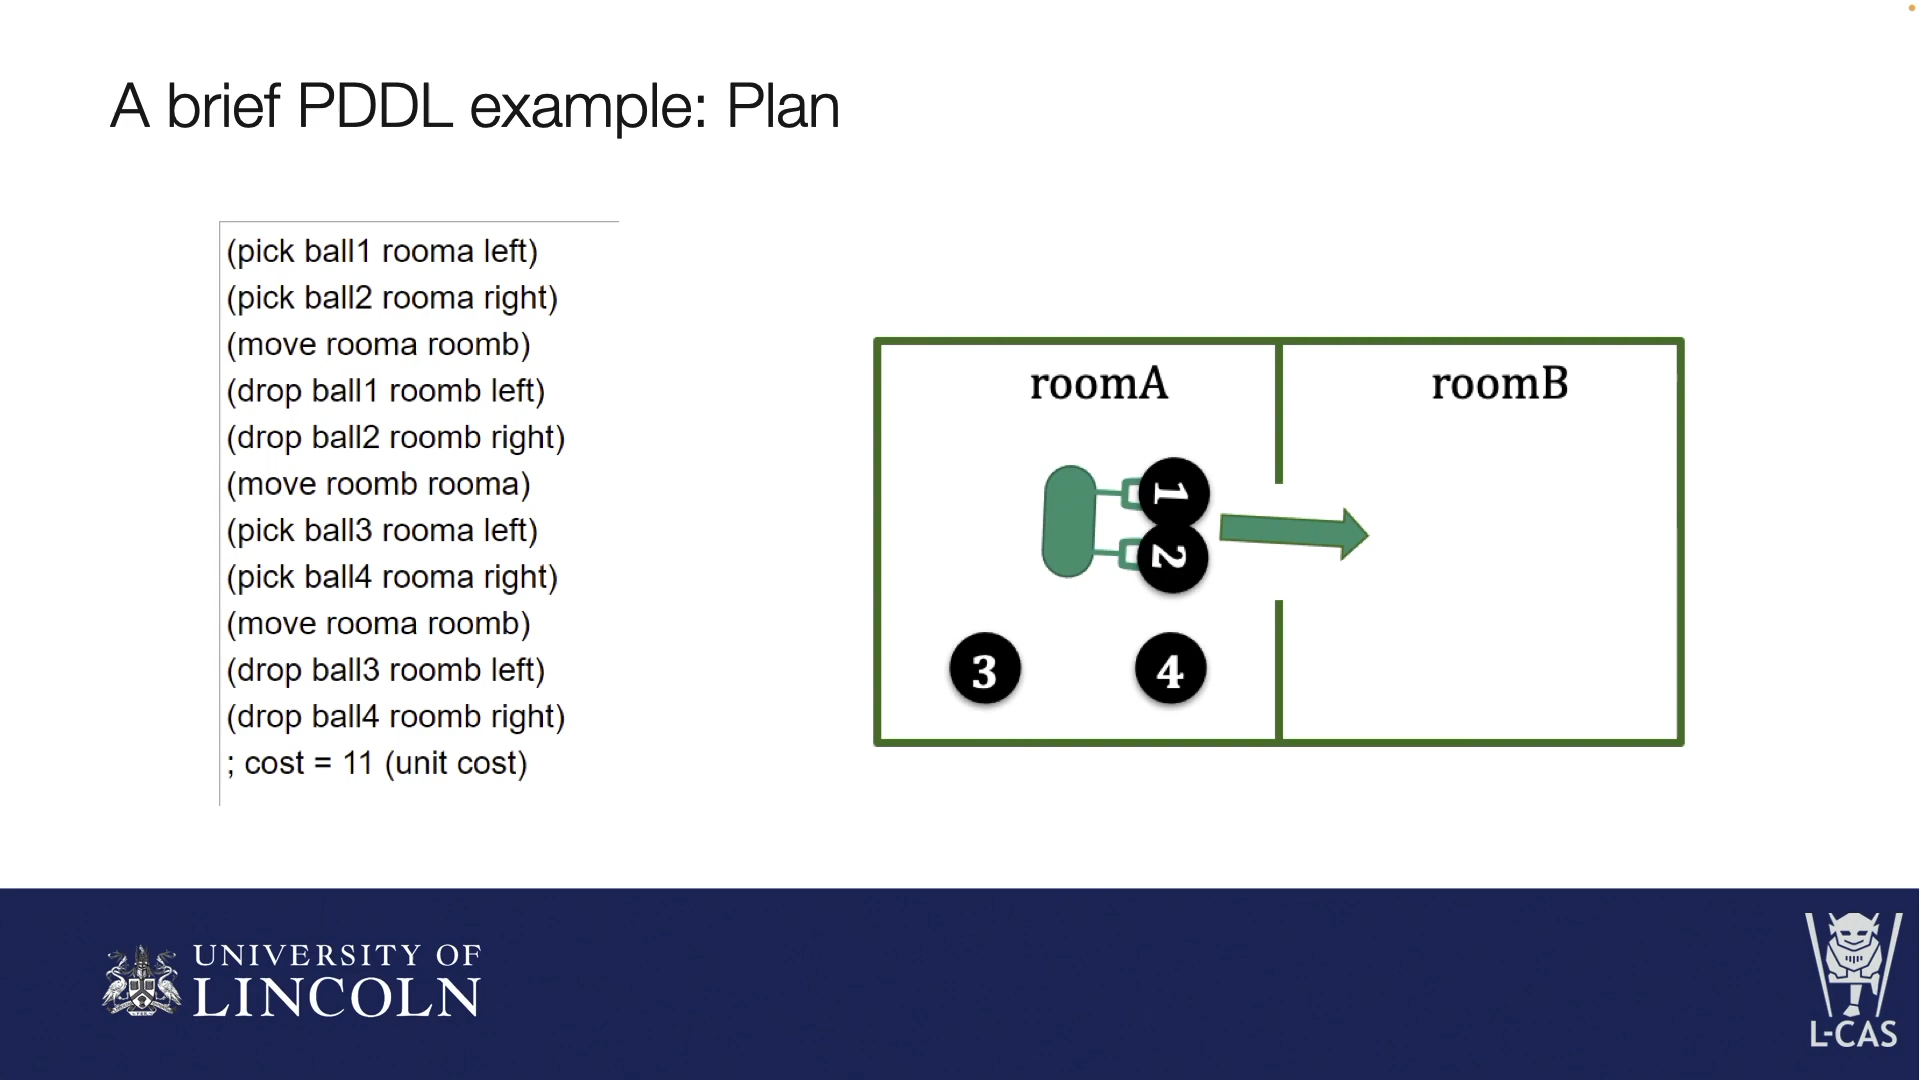 A brief PDDL example: Plan
(pick ball1 rooma left)
(pick ball2 rooma right)
(move rooma roomb)
(drop ball1 roomb left)
(drop ball2 roomb right)
(move roomb rooma)
(pick ball3 rooma left)
(pick ball4 rooma right)
(move rooma roomb)
(drop ball3 roomb left)
(drop ball4 roomb right)
; cost = 11 (unit cost)
roomA
roomB
1
2
3
4
UNIVERSITY OF
LINCOLN
L-CAS